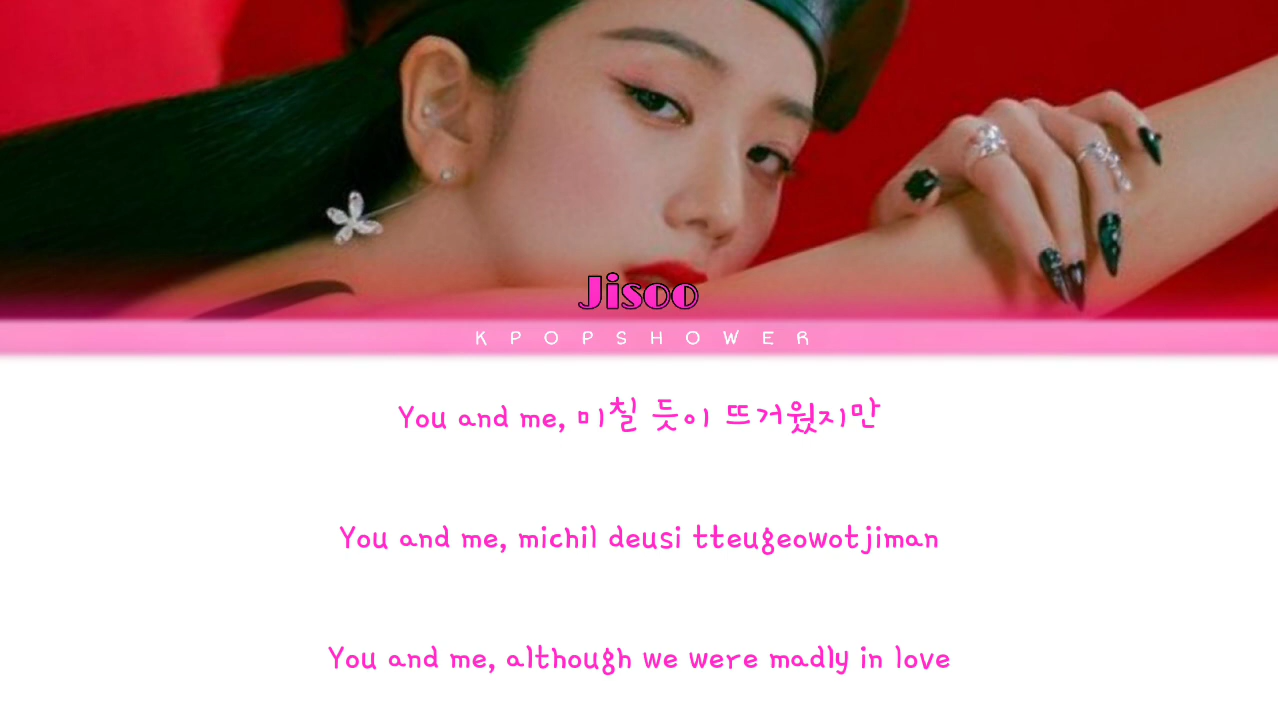 Jisoo
KPOPSHOWER
You and me, 미칠 듯이 뜨거웠지만
You and me, michil deusi tteugeowotjiman
You and me, although we were madly in love